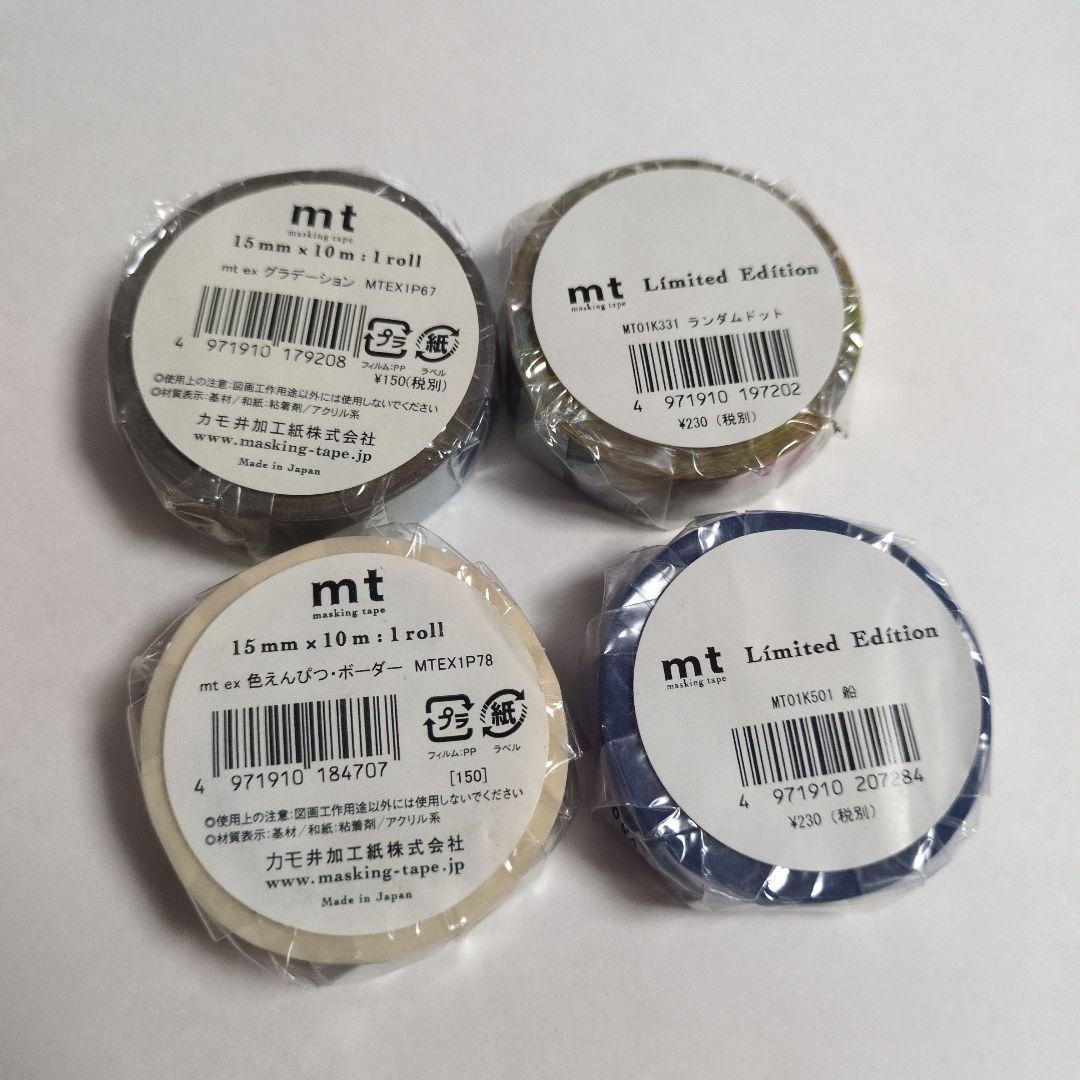 mt
masking tape
15mm × 10m : 1 roll
mt ex グラデーション MTEX1P67
4 971910 179208
プラ 紙
フィルム:PP ラベル
¥150(税別)
◎使用上の注意:図画工作用途以外には使用しないでください
◎材質表示:基材/和紙:粘着剤/アクリル系
カモ井加工紙株式会社
www.masking-tape.jp
Made in Japan
mt Limited Edition
masking tape
MT01K331 ランダムドット
4 971910 197202
¥230 (税別)
mt
masking tape
15mm × 10m : 1 roll
mt ex 色えんぴつ・ボーダー MTEX1P78
4 971910 184707
プラ 紙
フィルム:PP ラベル
[150]
◎使用上の注意:図画工作用途以外には使用しないでください
◎材質表示:基材/和紙:粘着剤/アクリル系
カモ井加工紙株式会社
www.masking-tape.jp
Made in Japan
mt Limited Edition
masking tape
MT01K501 鉛
4 971910 207284
¥230 (税別)